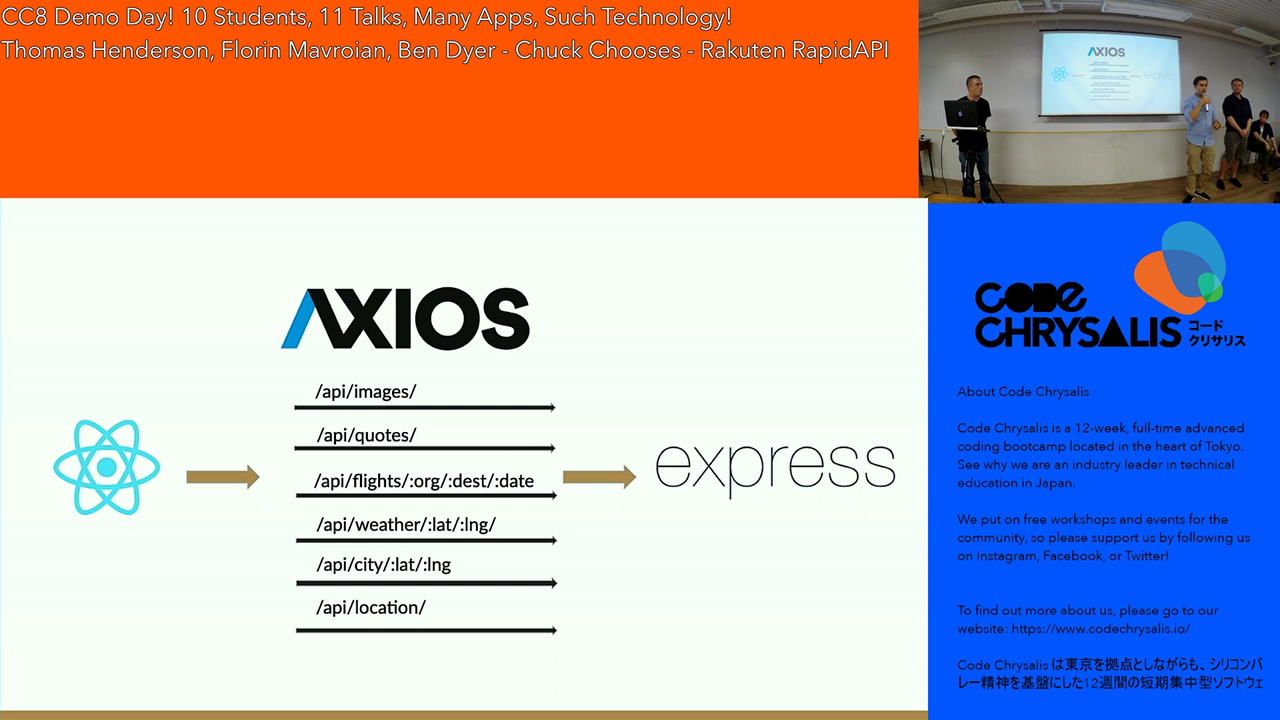 CC8 Demo Day! 10 Students, 11 Talks, Many Apps, Such Technology!
Thomas Henderson, Florin Mavroian, Ben Dyer - Chuck Chooses - Rakuten RapidAPI
AXIOS
express
AXIOS
/api/images/
/api/quotes/
/api/flights/:org/:dest/:date
/api/weather/:lat/:lng/
/api/city/:lat/:lng
/api/location/
express
CODE
CHRYSALIS
コード
クリサリス
About Code Chrysalis
Code Chrysalis is a 12-week, full-time advanced
coding bootcamp located in the heart of Tokyo.
See why we are an industry leader in technical
education in Japan.
We put on free workshops and events for the
community, so please support us by following us
on Instagram, Facebook, or Twitter!
To find out more about us, please go to our
website: https://www.codechrysalis.io/
Code Chrysalis は東京を拠点としながらも、シリコンバ
レー精神を基盤にした12週間の短期集中型ソフトウェ